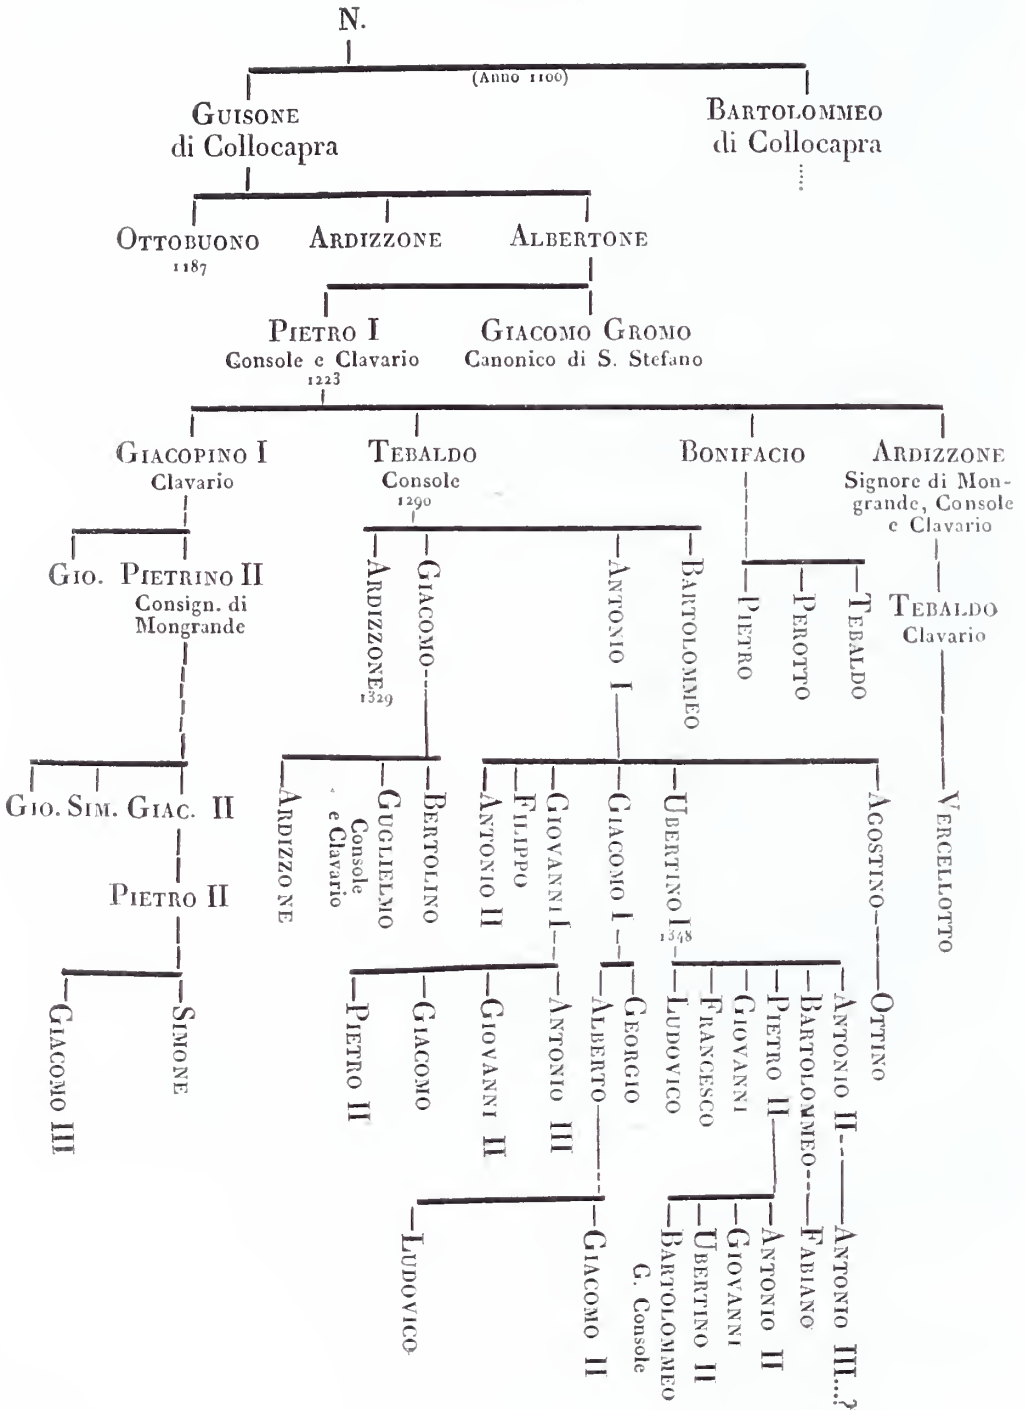 N.
(Anno 1100)
GUISONE
di Collocapra
BARTOLOMMEO
di Collocapra
OTTOBUONO
1187
ARDIZZONE
ALBERTONE
PIETRO I
Console e Clavario
1223
GIACOMO GROMO
Canonico di S. Stefano
GIACOPINO I
Clavario
TEBALDO
Console
1290
BONIFACIO
ARDIZZONE
Signore di Mon-
grande, Console
e Clavario
GIO.
PIETRINO II
Consign. di
Mongrande
ARDIZZONE
1329
GIACOMO
ANTONIO I
BARTOLOMMEO
PIETRO
PEROTTO
TEBALDO
TEBALDO
Clavario
GIO. SIM. GIAC. II
ARDIZZONE
GUGLIELMO
Console
e Clavario
BERTOLINO
ANTONIO II
FILIPPO
GIOVANNI I
GIACOMO I
UBERTINO I
1348
AGOSTINO
VERCELLOTTO
PIETRO II
GIACOMO III
SIMONE
PIETRO II
GIACOMO
GIOVANNI II
ANTONIO III
ALBERTO
GEORGIO
LUDOVICO
FRANCESCO
GIOVANNI
PIETRO II
BARTOLOMMEO
ANTONIO II
OTTINO
LUDOVICO
GIACOMO II
BARTOLOMMEO
G. Console
UBERTINO II
GIOVANNI
ANTONIO II
FABIANO
ANTONIO III...?